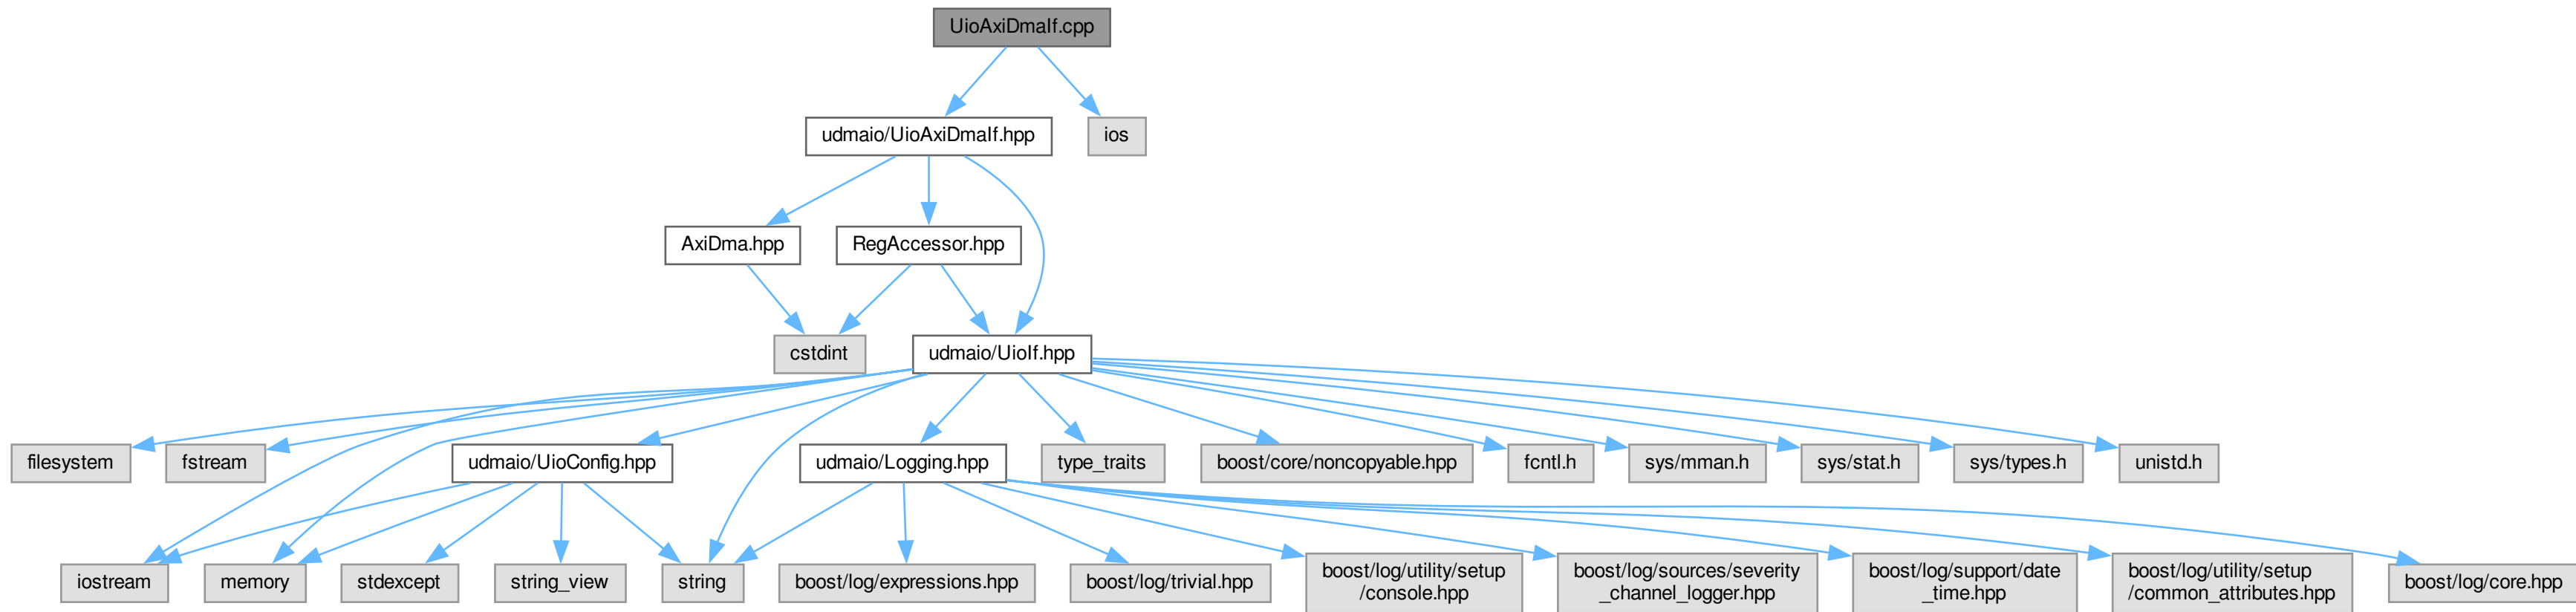 UioAxiDmaIf.cpp
udmaio/UioAxiDmaIf.hpp
ios
AxiDma.hpp
RegAccessor.hpp
cstdint
udmaio/UioIf.hpp
filesystem
fstream
udmaio/UioConfig.hpp
udmaio/Logging.hpp
type_traits
boost/core/noncopyable.hpp
fcntl.h
sys/mman.h
sys/stat.h
sys/types.h
unistd.h
iostream
memory
stdexcept
string_view
string
boost/log/expressions.hpp
boost/log/trivial.hpp
boost/log/utility/setup
/console.hpp
boost/log/sources/severity
_channel_logger.hpp
boost/log/support/date
_time.hpp
boost/log/utility/setup
/common_attributes.hpp
boost/log/core.hpp